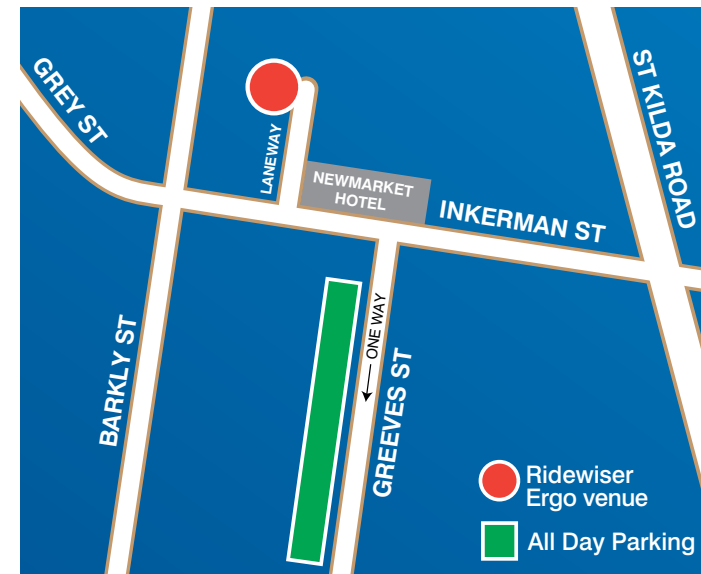 GREY ST
ST KILDA ROAD
LANEWAY
NEWMARKET
HOTEL
INKERMAN ST
ONE WAY
BARKLY ST
GREEVES ST
Ridewiser
Ergo venue
All Day Parking